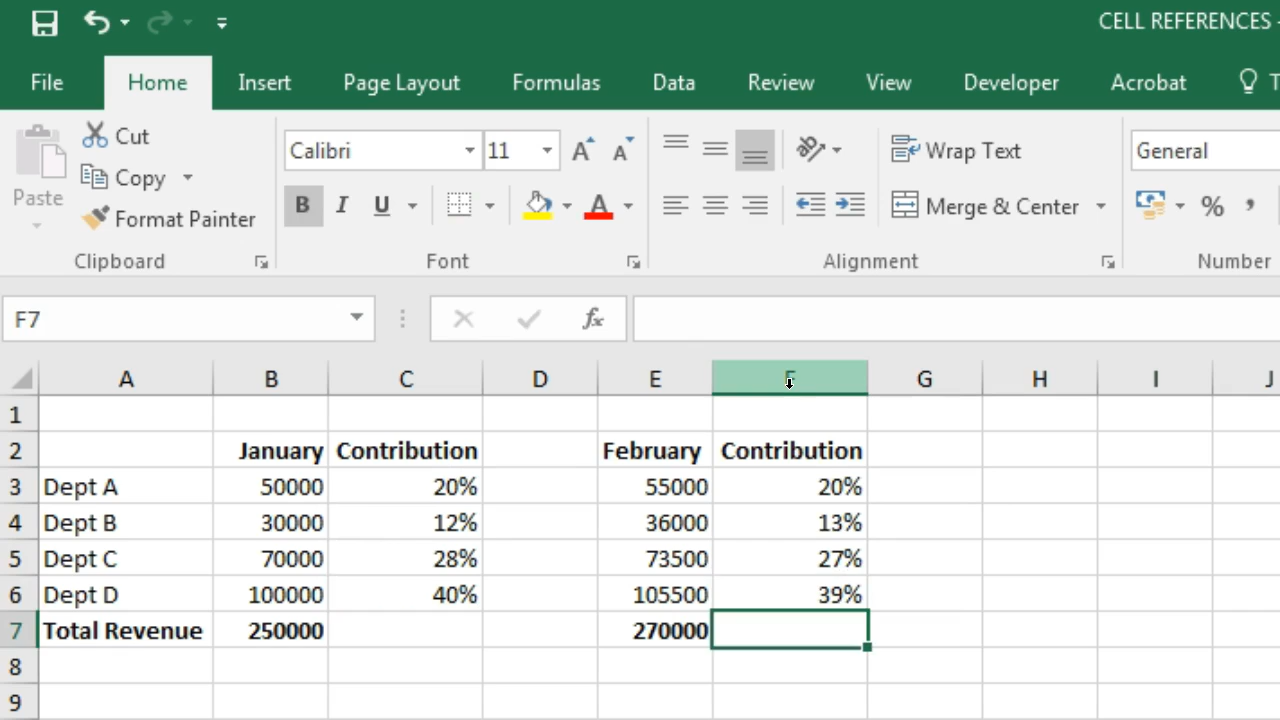 CELL REFERENCES -
File Home Insert Page Layout Formulas Data Review View Developer Acrobat T
Paste
Cut
Copy
Format Painter
Clipboard
Calibri 11 A A
B I U A
Font
Wrap Text
Merge & Center
Alignment
General
% ,
Number
F7 fx
A B C D E F G H I J
1
2 January Contribution February Contribution
3 Dept A 50000 20% 55000 20%
4 Dept B 30000 12% 36000 13%
5 Dept C 70000 28% 73500 27%
6 Dept D 100000 40% 105500 39%
7 Total Revenue 250000 270000
8
9